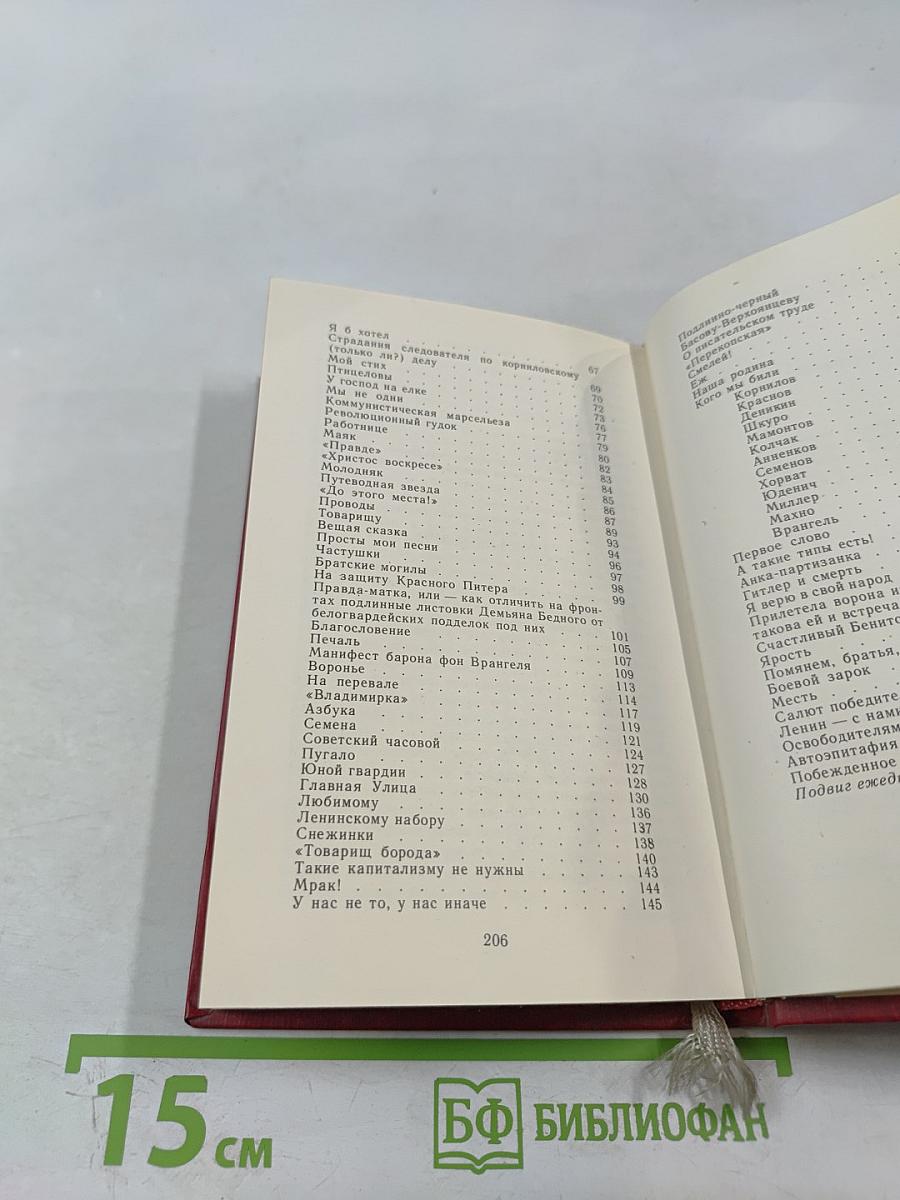 Я б хотел . . . . . . . . . 67
Страдания следователя по корниловскому
(только ли?) делу . . . . . . . 69
Мой стих . . . . . . . . . 70
Птицеловы . . . . . . . . . 72
У господ на елке . . . . . . . 73
Мы не одни . . . . . . . . . 76
Коммунистическая марсельеза . . . . 77
Революционный гудок . . . . . . 79
Работнице . . . . . . . . . 80
Маяк . . . . . . . . . . 82
«Правде» . . . . . . . . . 83
«Христос воскресе» . . . . . . . 84
Молодняк . . . . . . . . . 85
Путеводная звезда . . . . . . . 86
«До этого места!» . . . . . . . 87
Проводы . . . . . . . . . 89
Товарищу . . . . . . . . . 93
Вещая сказка . . . . . . . . 94
Просты мои песни . . . . . . . 96
Частушки . . . . . . . . . 97
Братские могилы . . . . . . . 98
На защиту Красного Питера . . . . 99
Правда-матка, или — как отличить на фрон-
тах подлинные листовки Демьяна Бедного от
белогвардейских подделок под них . . . 101
Благословение . . . . . . . . 105
Печаль . . . . . . . . . . 107
Манифест барона фон Врангеля . . . . 109
Воронье . . . . . . . . . . 113
На перевале . . . . . . . . . 114
«Владимирка» . . . . . . . . 117
Азбука . . . . . . . . . . 119
Семена . . . . . . . . . . 121
Советский часовой . . . . . . . 124
Пугало . . . . . . . . . . 127
Юной гвардии . . . . . . . . 128
Главная Улица . . . . . . . . 130
Любимому . . . . . . . . . 136
Ленинскому набору . . . . . . . 137
Снежинки . . . . . . . . . 138
«Товарищ борода» . . . . . . . 140
Такие капитализму не нужны . . . . . 143
Мрак! . . . . . . . . . . 144
У нас не то, у нас иначе . . . . . . 145
206
Подлинно-черный
Басову-Верхоянцеву
О писательском труде
«Перекопская»
Смелей!
Еж
Наша родина
Кого мы били
Корнилов
Краснов
Деникин
Шкуро
Мамонтов
Колчак
Анненков
Семенов
Хорват
Юденич
Миллер
Махно
Врангель
Первое слово
А такие типы есть!
Анка-партизанка
Гитлер и смерть
Я верю в свой народ
Прилетела ворона и
такова ей и встреча
Счастливый
Ярость
Помянем, братья,
Боевой зарок
Месть
Салют
Ленин — с нами
Освободителям
Автоэпитафия
Побежденное
Подвиг
15 см
БФ БИБЛИОФАН